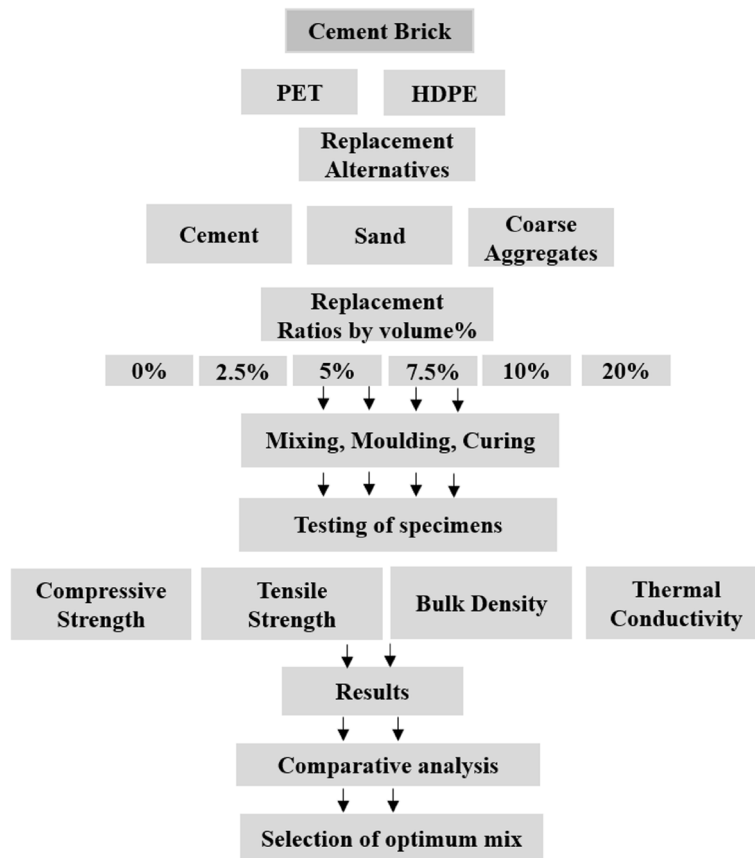 Cement Brick
PET HDPE
Replacement
Alternatives
Cement Sand Coarse
Aggregates
Replacement
Ratios by volume%
0% 2.5% 5% 7.5% 10% 20%
Mixing, Moulding, Curing
Testing of specimens
Compressive
Strength
Tensile
Strength
Bulk Density
Thermal
Conductivity
Results
Comparative analysis
Selection of optimum mix